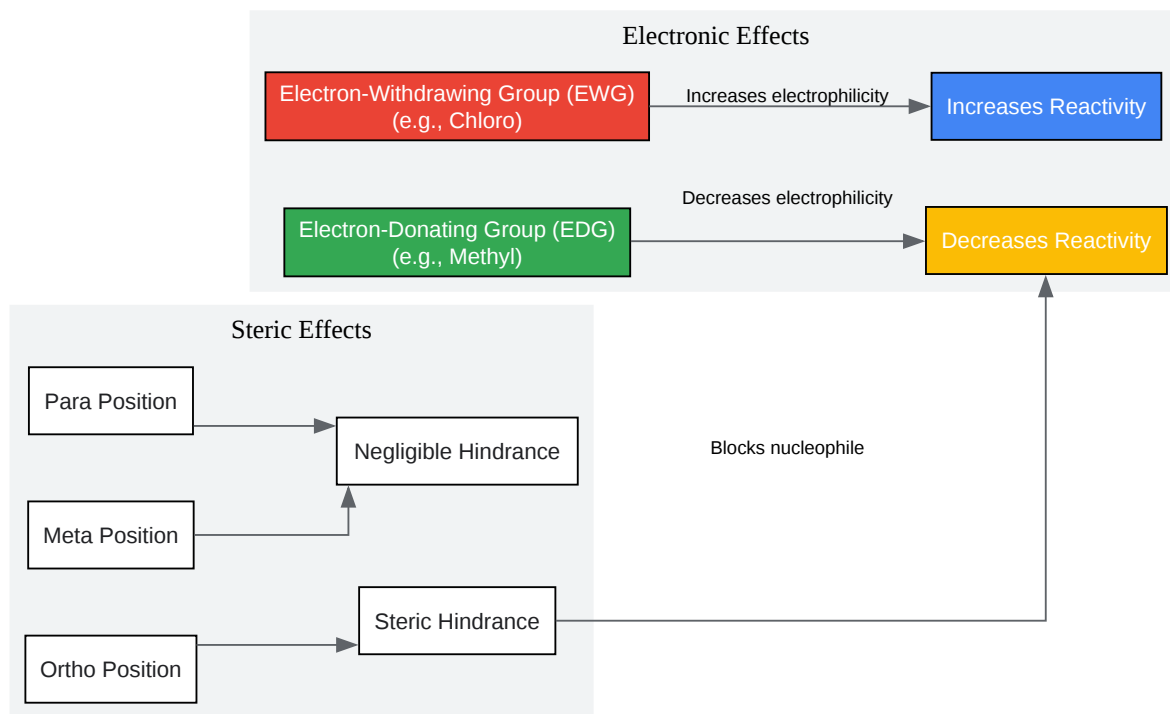 Electronic Effects
Electron-Withdrawing Group (EWG)
(e.g., Chloro)
Increases electrophilicity
Increases Reactivity
Decreases electrophilicity
Electron-Donating Group (EDG)
(e.g., Methyl)
Decreases Reactivity
Steric Effects
Para Position
Negligible Hindrance
Blocks nucleophile
Meta Position
Steric Hindrance
Ortho Position